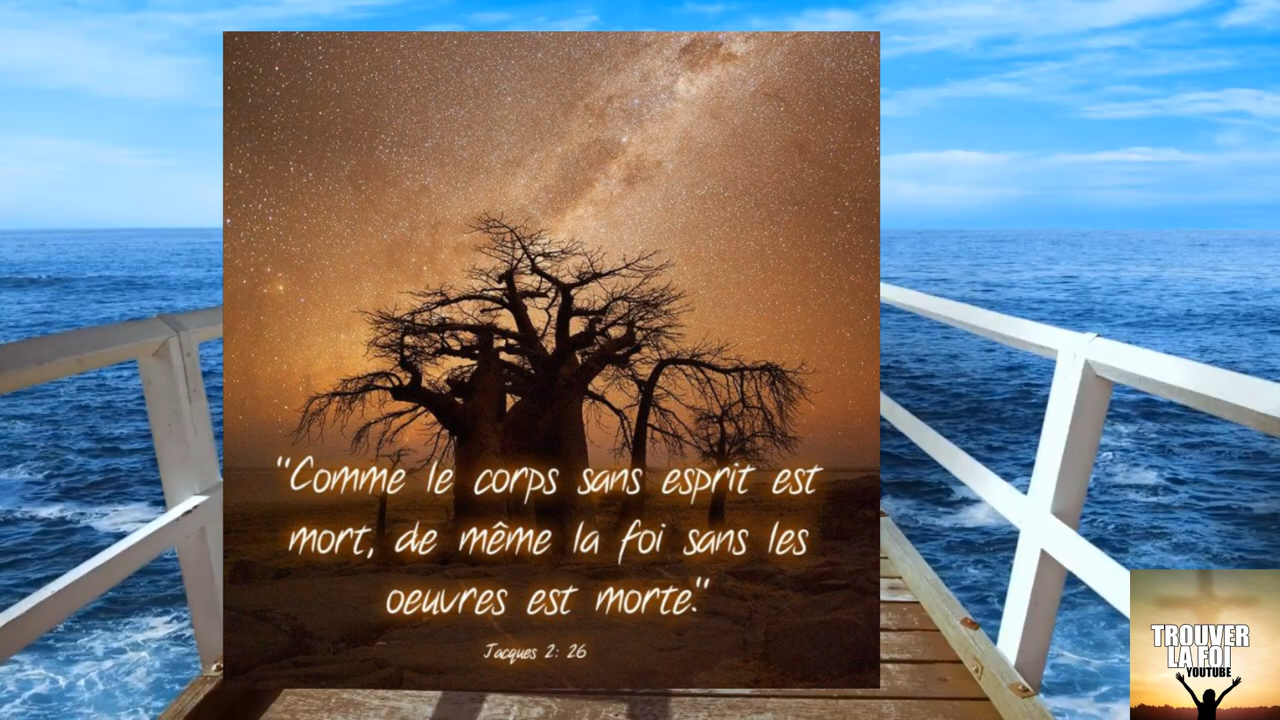 "Comme le corps sans esprit est
mort, de même la foi sans les
oeuvres est morte."
Jacques 2: 26
TROUVER
LA FOI
YOUTUBE